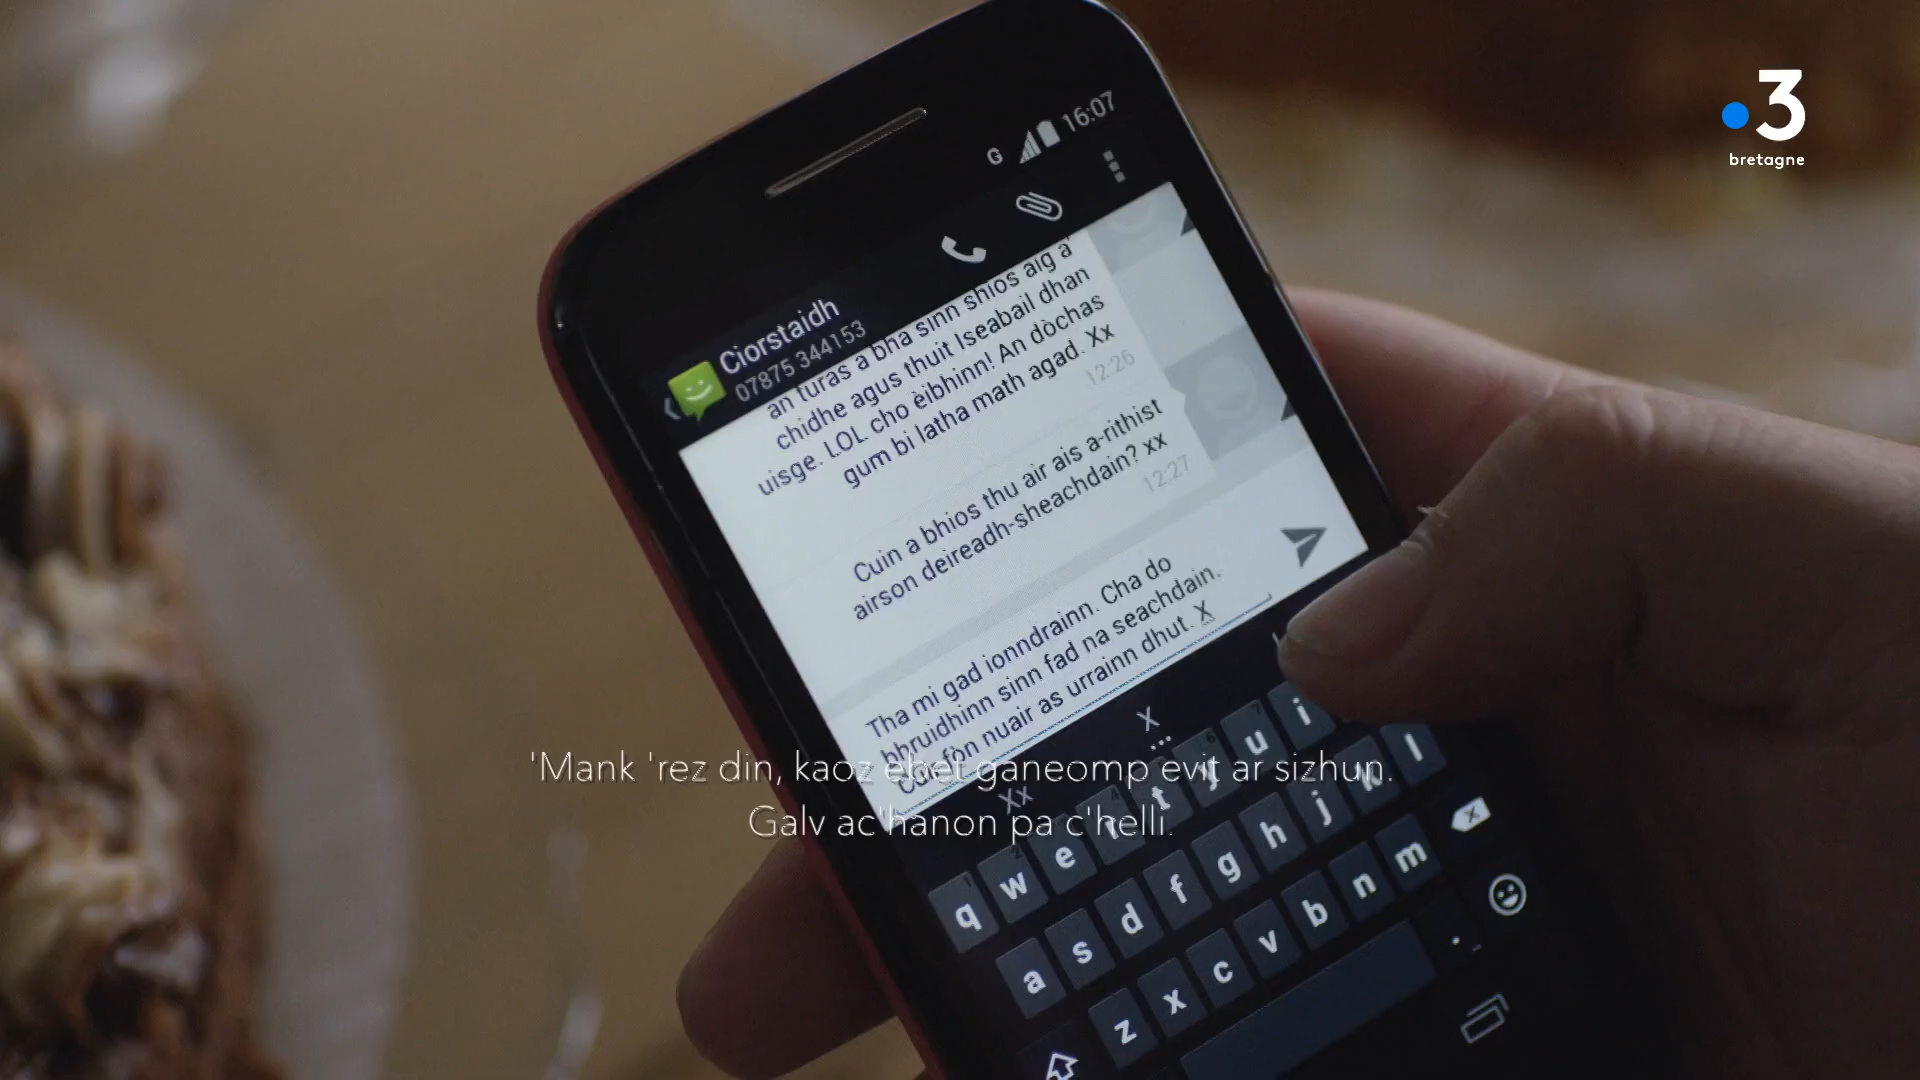 3
bretagne
G 16:07
Ciorstaidh
07875 344153
an turas a bha sinn shìos aig a'
chidhe agus thuit Iseabail dhan
uisge. LOL cho èibhinn! An dòchas
gum bi latha math agad. Xx
12:26
Cuin a bhios thu air ais a-rithist
airson deireadh-sheachdain? xx
12:27
Tha mi gad ionndrainn. Cha do
bhruidhinn sinn fad na seachdain.
Cuir fòn nuair as urrainn dhut. X
X
Xx
'Mank 'rez din, kaoz ebet ganeomp evit ar sizhun.
Galv ac'hanon pa c'helli.
q w e r t y u i l
a s d f g h j k
z x c v b n m